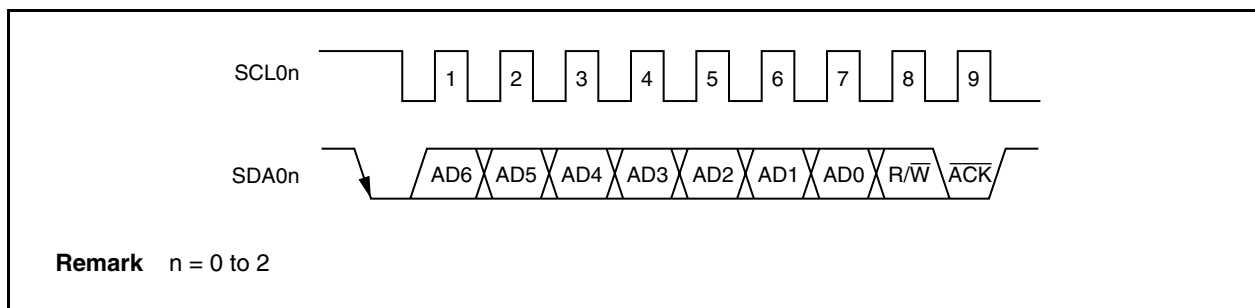 SCL0n 1 2 3 4 5 6 7 8 9
SDA0n AD6 AD5 AD4 AD3 AD2 AD1 AD0 R/W̅ A̅C̅K̅
Remark n = 0 to 2